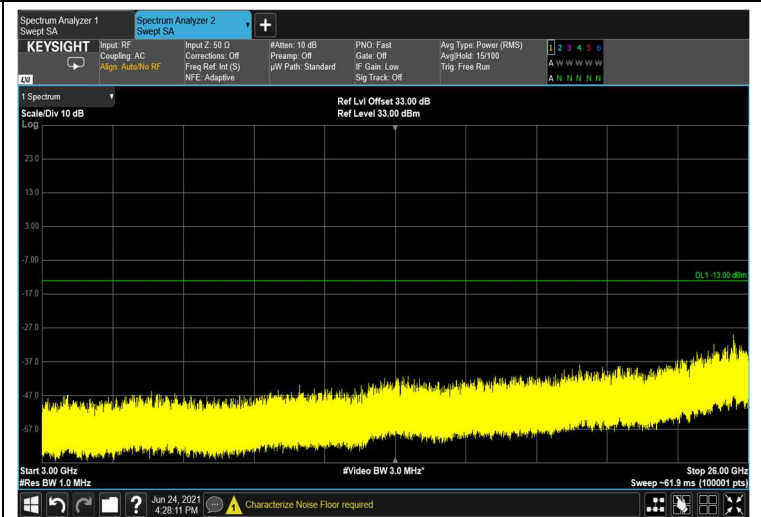 Spectrum Analyzer 1
Swept SA
Spectrum Analyzer 2
Swept SA
KEYSIGHT
LXI
Input: RF
Coupling: AC
Align: Auto/No RF
Input Z: 50 Ω
Corrections: Off
Freq Ref: Int (S)
NFE: Adaptive
#Atten: 10 dB
Preamp: Off
µW Path: Standard
PNO: Fast
Gate: Off
IF Gain: Low
Sig Track: Off
Avg Type: Power (RMS)
Avg|Hold: 15/100
Trig: Free Run
1 2 3 4 5 6
A W W W W W
A N N N N N
1 Spectrum
Scale/Div 10 dB
Log
Ref Lvl Offset 33.00 dB
Ref Level 33.00 dBm
23.0
13.0
3.00
-7.00
DL1 -13.00 dBm
-17.0
-27.0
-37.0
-47.0
-57.0
Start 3.00 GHz
#Res BW 1.0 MHz
#Video BW 3.0 MHz*
Stop 26.00 GHz
Sweep ~61.9 ms (100001 pts)
?
Jun 24, 2021
4:28:11 PM
1
Characterize Noise Floor
required